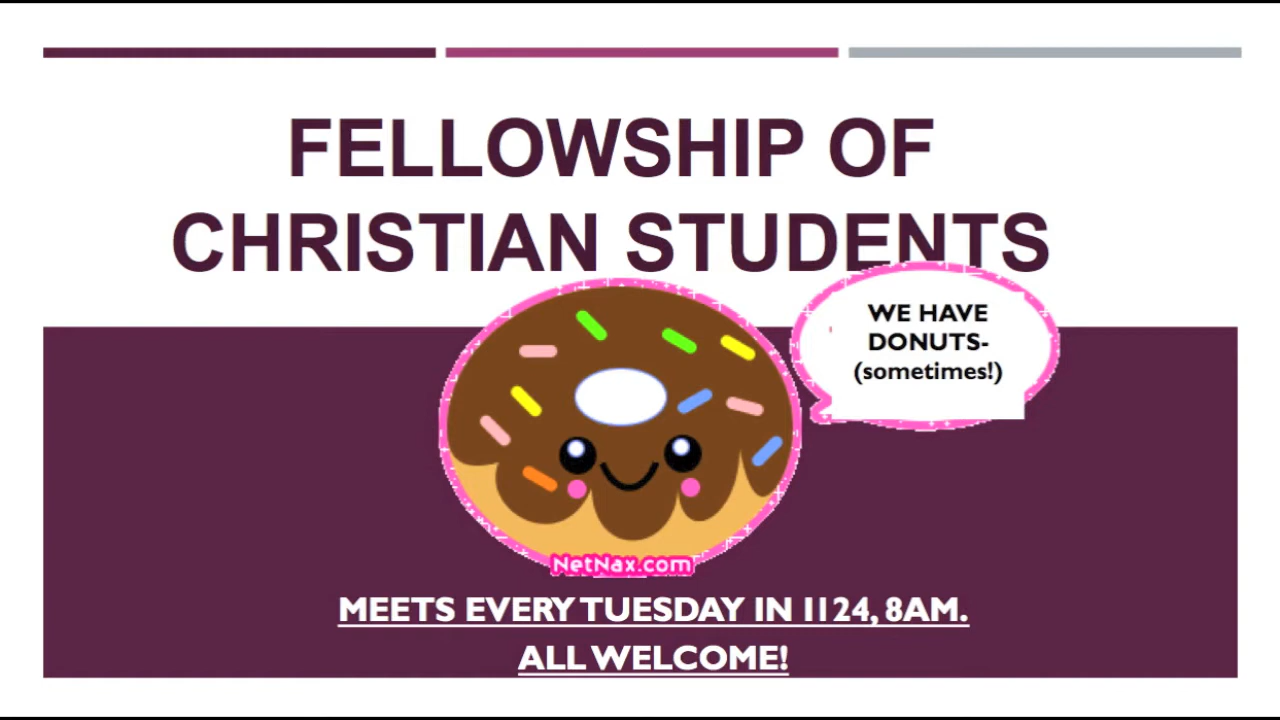 FELLOWSHIP OF
CHRISTIAN STUDENTS
WE HAVE
DONUTS-
(sometimes!)
NetNax.com
MEETS EVERY TUESDAY IN 1124, 8AM.
ALL WELCOME!